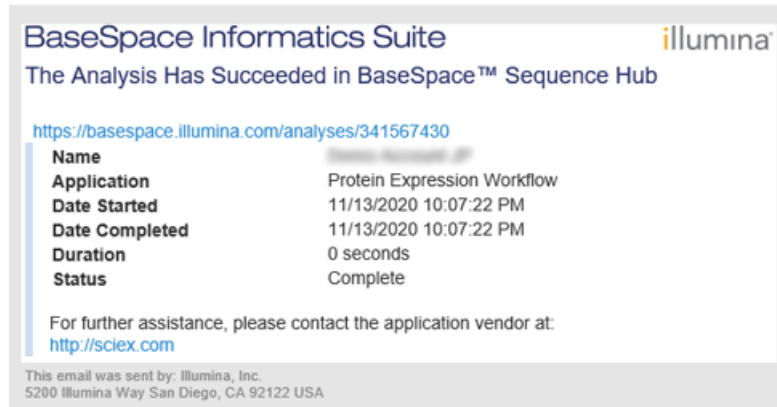 BaseSpace Informatics Suite
illumina®
The Analysis Has Succeeded in BaseSpace™ Sequence Hub
https://basespace.illumina.com/analyses/341567430
Name
Application Protein Expression Workflow
Date Started 11/13/2020 10:07:22 PM
Date Completed 11/13/2020 10:07:22 PM
Duration 0 seconds
Status Complete
For further assistance, please contact the application vendor at:
http://sciex.com
This email was sent by: Illumina, Inc.
5200 Illumina Way San Diego, CA 92122 USA